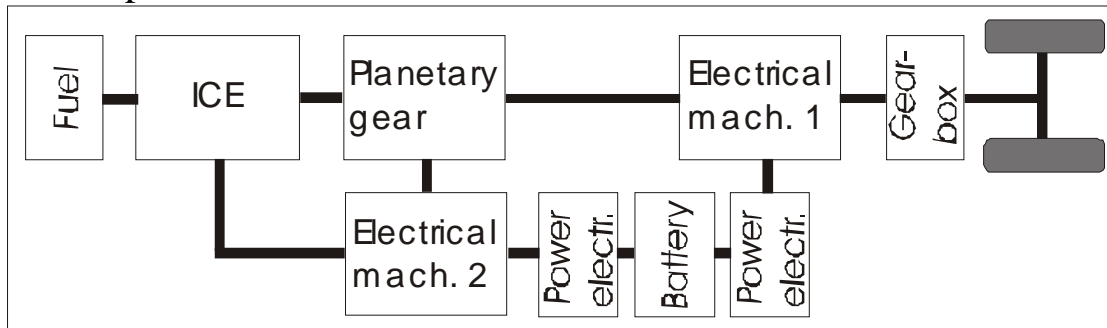 Fuel
ICE
Planetary
gear
Electrical
mach. 1
Gear-
box
Electrical
mach. 2
Power
electr.
Battery
Power
electr.